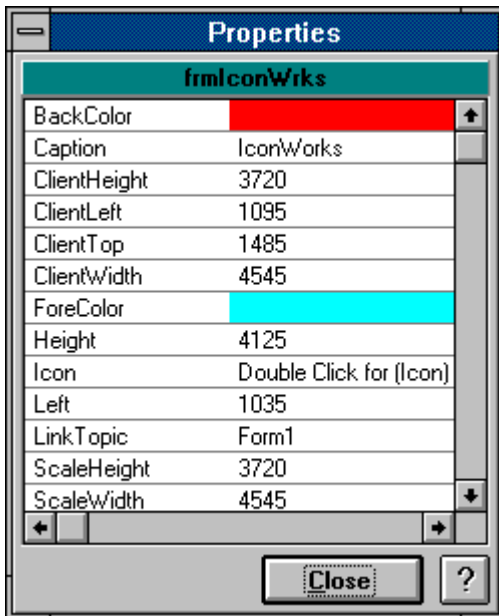 Properties
frmIconWrks
BackColor
Caption IconWorks
ClientHeight 3720
ClientLeft 1095
ClientTop 1485
ClientWidth 4545
ForeColor
Height 4125
Icon Double Click for (Icon)
Left 1035
LinkTopic Form1
ScaleHeight 3720
ScaleWidth 4545
Close ?